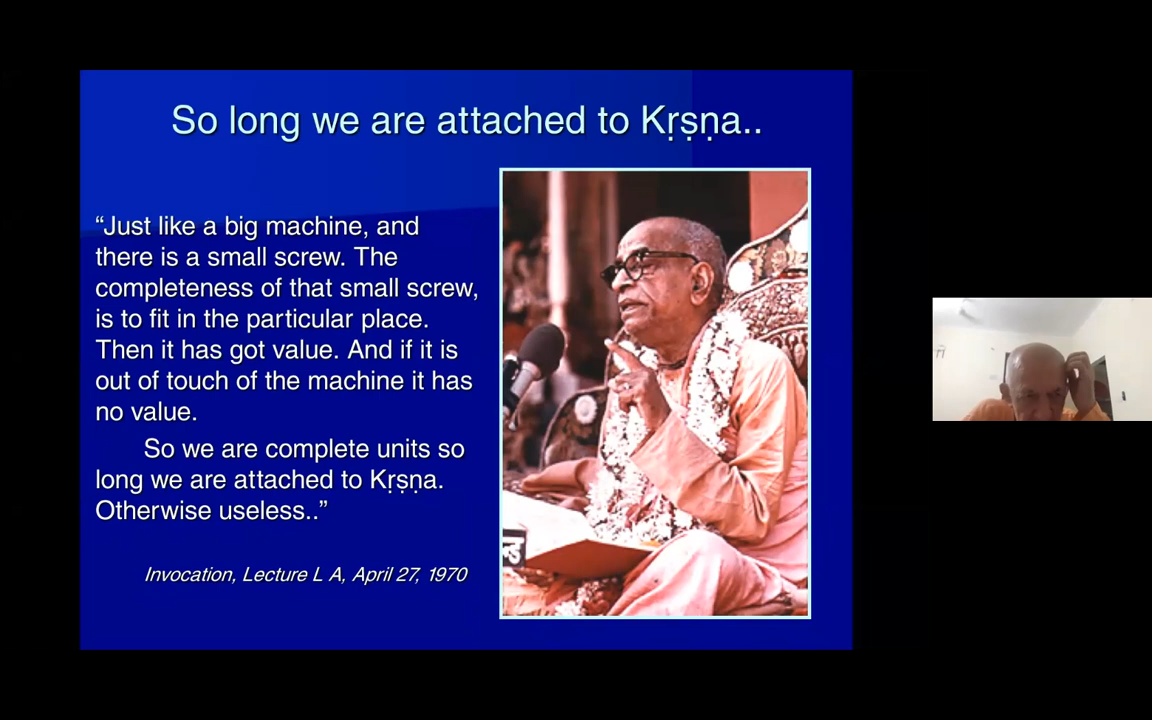 So long we are attached to Kṛṣṇa..
“Just like a big machine, and
there is a small screw. The
completeness of that small screw,
is to fit in the particular place.
Then it has got value. And if it is
out of touch of the machine it has
no value.
So we are complete units so
long we are attached to Kṛṣṇa.
Otherwise useless..”
Invocation, Lecture L A, April 27, 1970